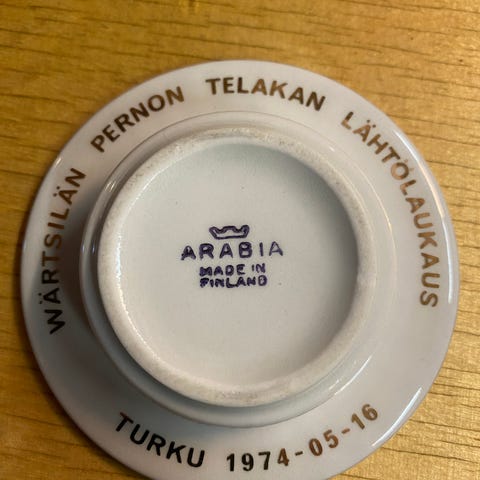 WÄRTSILÄN PERNON TELAKAN LÄHTÖLAUKAUS
ARABIA
MADE IN
FINLAND
TURKU 1974-05-16